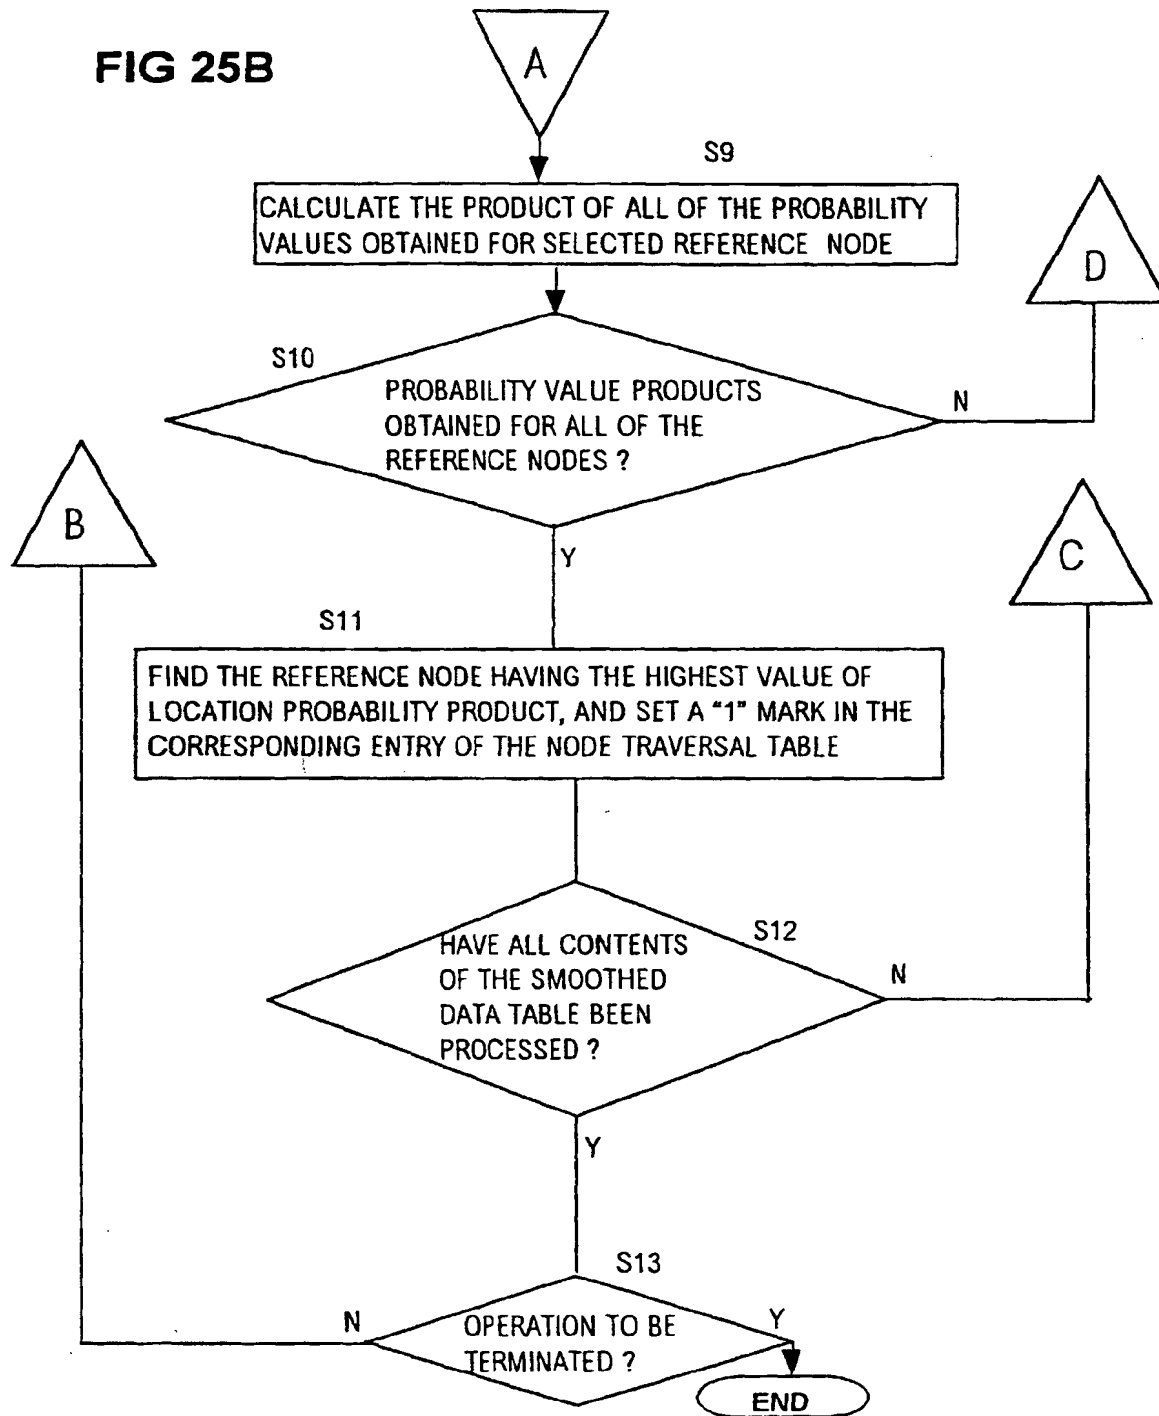 FIG 25B
A
S9
CALCULATE THE PRODUCT OF ALL OF THE PROBABILITY
VALUES OBTAINED FOR SELECTED REFERENCE NODE
D
S10
PROBABILITY VALUE PRODUCTS
OBTAINED FOR ALL OF THE
REFERENCE NODES ?
N
B
Y
C
S11
FIND THE REFERENCE NODE HAVING THE HIGHEST VALUE OF
LOCATION PROBABILITY PRODUCT, AND SET A "1" MARK IN THE
CORRESPONDING ENTRY OF THE NODE TRAVERSAL TABLE
S12
HAVE ALL CONTENTS
OF THE SMOOTHED
DATA TABLE BEEN
PROCESSED ?
N
Y
S13
N
OPERATION TO BE
TERMINATED ?
Y
END